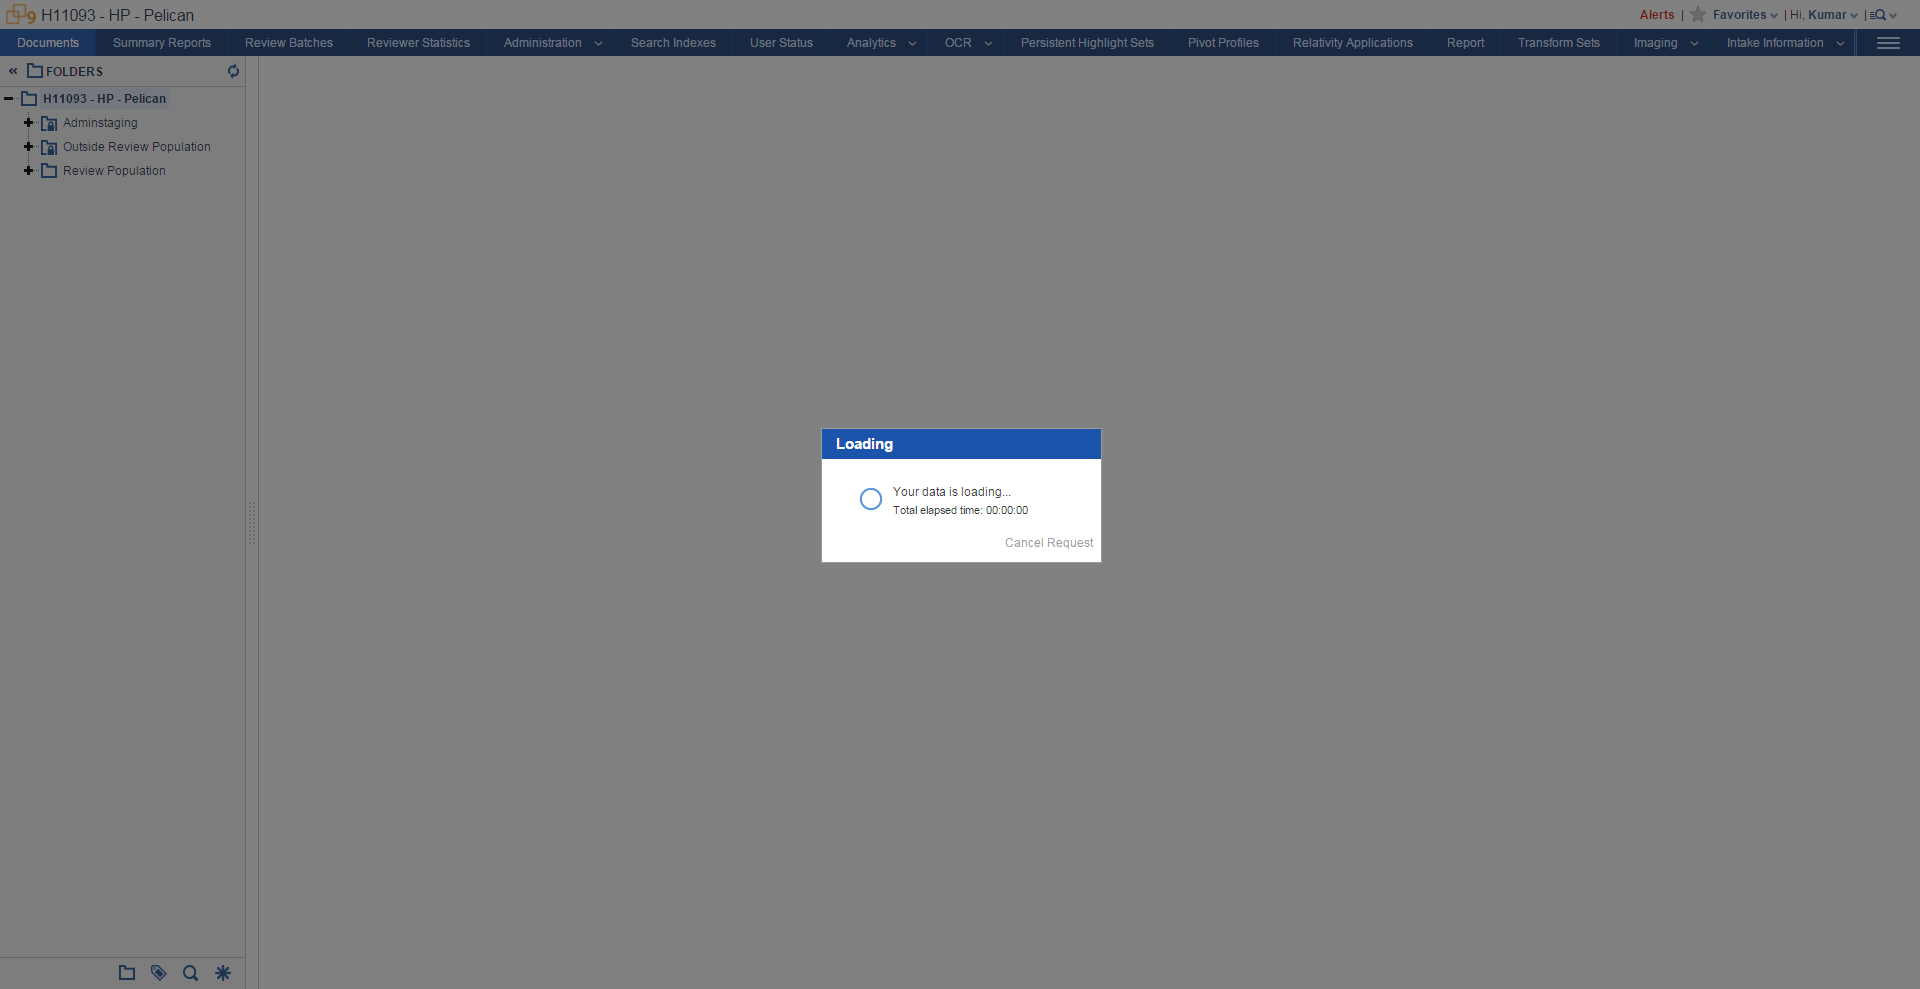 9 H11093 - HP - Pelican
Alerts | Favorites | Hi, Kumar |
Documents Summary Reports Review Batches Reviewer Statistics Administration Search Indexes User Status Analytics OCR Persistent Highlight Sets Pivot Profiles Relativity Applications Report Transform Sets Imaging Intake Information
« FOLDERS
H11093 - HP - Pelican
Adminstaging
Outside Review Population
Review Population
Loading
Your data is loading...
Total elapsed time: 00:00:00
Cancel Request